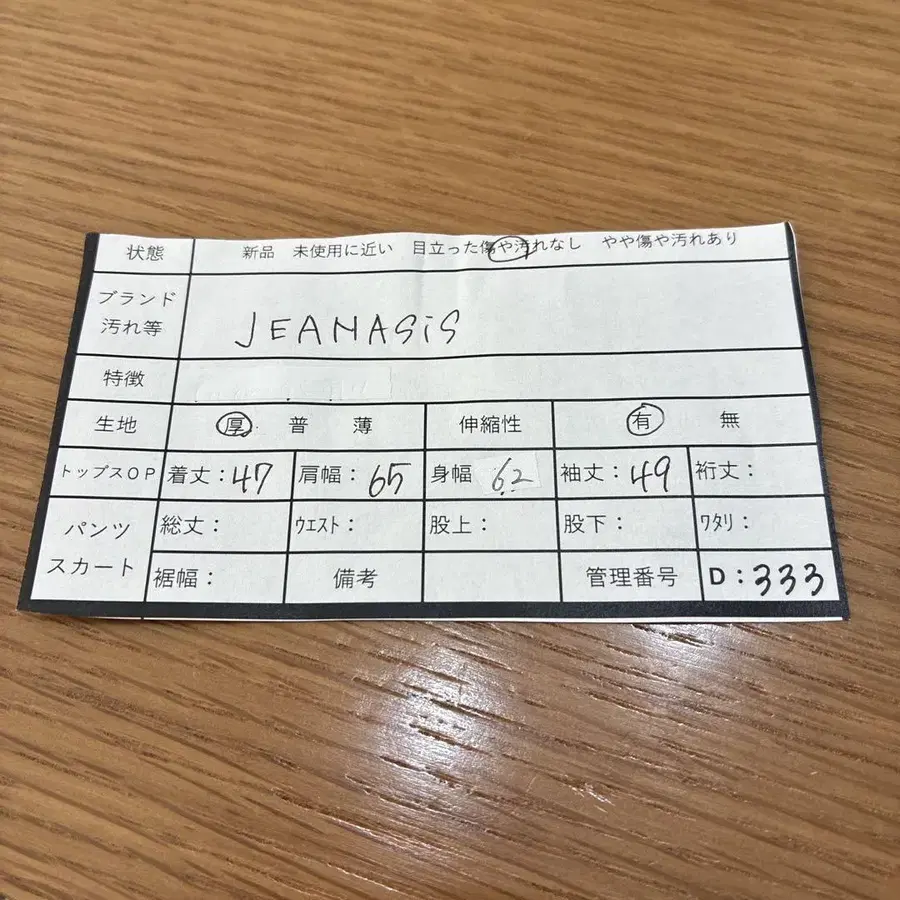 状態 新品 未使用に近い 目立った傷や汚れなし やや傷や汚れあり
ブランド
汚れ等 JEANASiS
特徴
生地 厚 普 薄 伸縮性 有 無
トップスOP 着丈：47 肩幅：65 身幅 62 袖丈：49 裄丈：
パンツ 総丈： ｳｴｽﾄ： 股上： 股下： ﾜﾀﾘ：
スカート 裾幅： 備考 管理番号 D：333